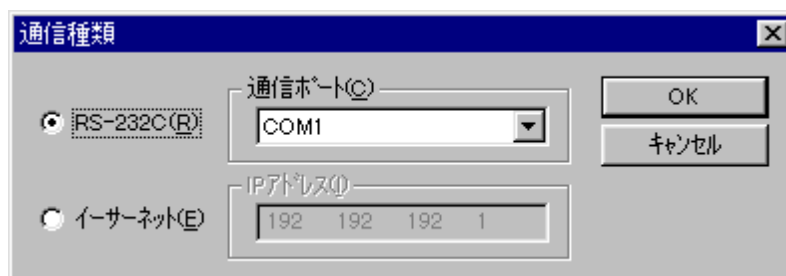 通信種類
RS-232C(R)
通信ﾎﾟｰﾄ(C)
COM1
OK
ｷｬﾝｾﾙ
ｲｰｻｰﾈｯﾄ(E)
IPｱﾄﾞﾚｽ(I)
192 192 192 1